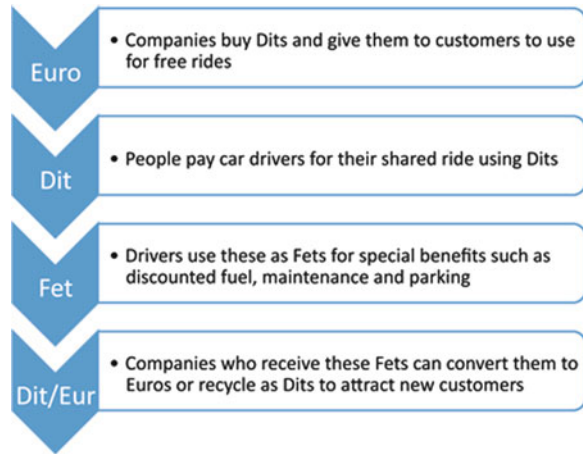 Euro
• Companies buy Dits and give them to customers to use
for free rides
Dit
• People pay car drivers for their shared ride using Dits
Fet
• Drivers use these as Fets for special benefits such as
discounted fuel, maintenance and parking
Dit/Eur
• Companies who receive these Fets can convert them to
Euros or recycle as Dits to attract new customers